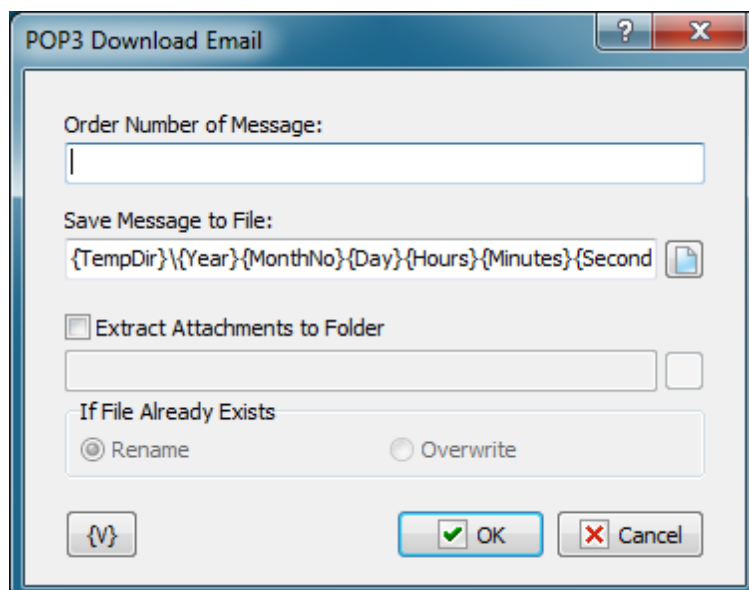 POP3 Download Email
?
X
Order Number of Message:
Save Message to File:
{TempDir}\{Year}{MonthNo}{Day}{Hours}{Minutes}{Second
Extract Attachments to Folder
If File Already Exists
Rename Overwrite
{V} OK Cancel